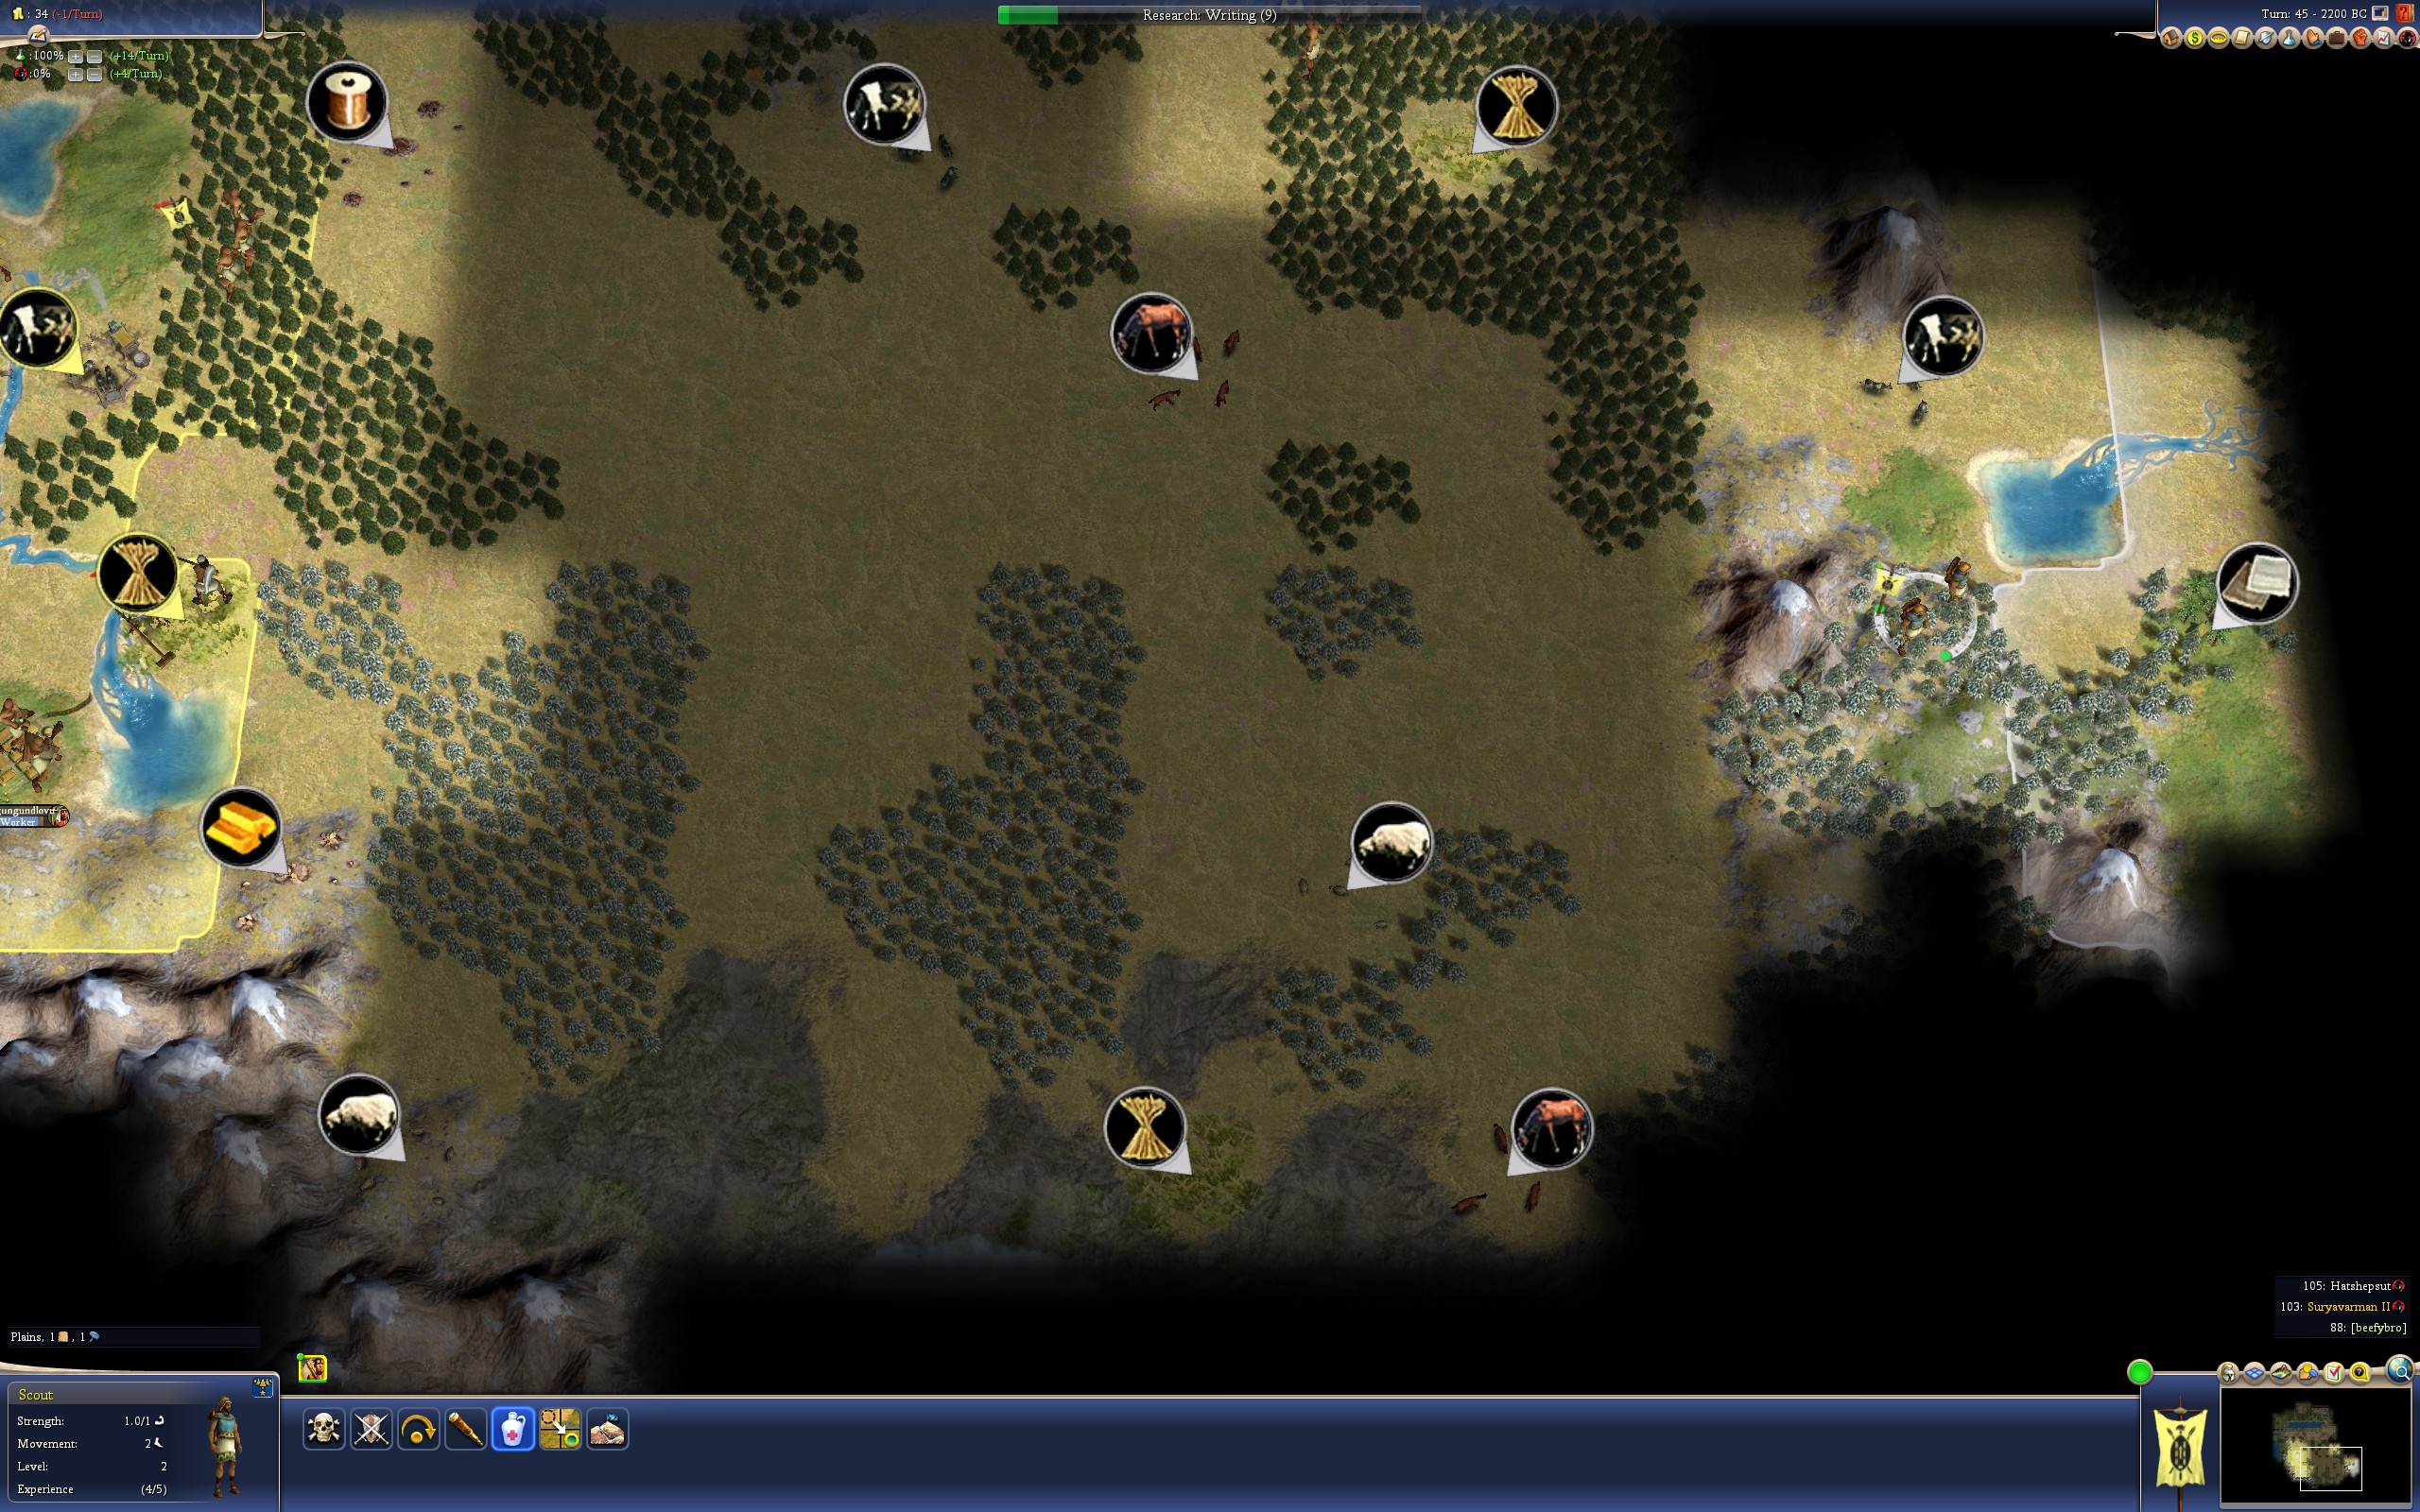 : 34 (-1/Turn)
Research: Writing (9)
Turn: 45 - 2200 BC
:100% (+14/Turn)
:0% (+4/Turn)
Worker
105: Hatshepsut
103: Suryavarman II
88: [beefybro]
Plains, 1 , 1
Scout
Strength: 1.0/1
Movement: 2
Level: 2
Experience (4/5)